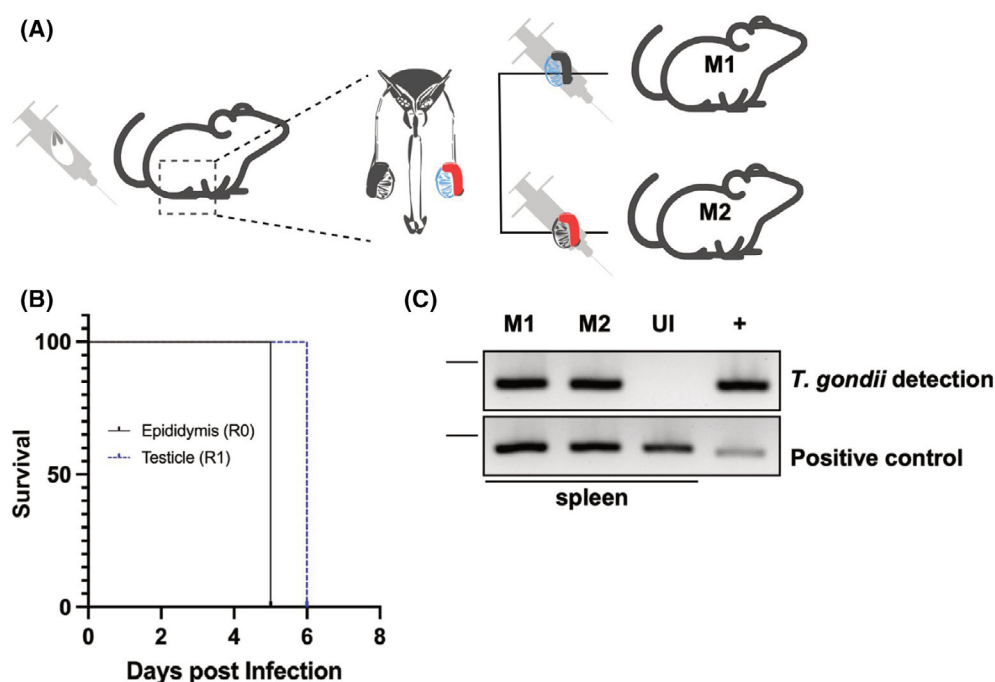 (A)
M1
M2
(B)
100
50
0
Survival
Epididymis (R0)
Testicle (R1)
0 2 4 6 8
Days post Infection
(C)
M1 M2 UI +
T. gondii detection
Positive control
spleen